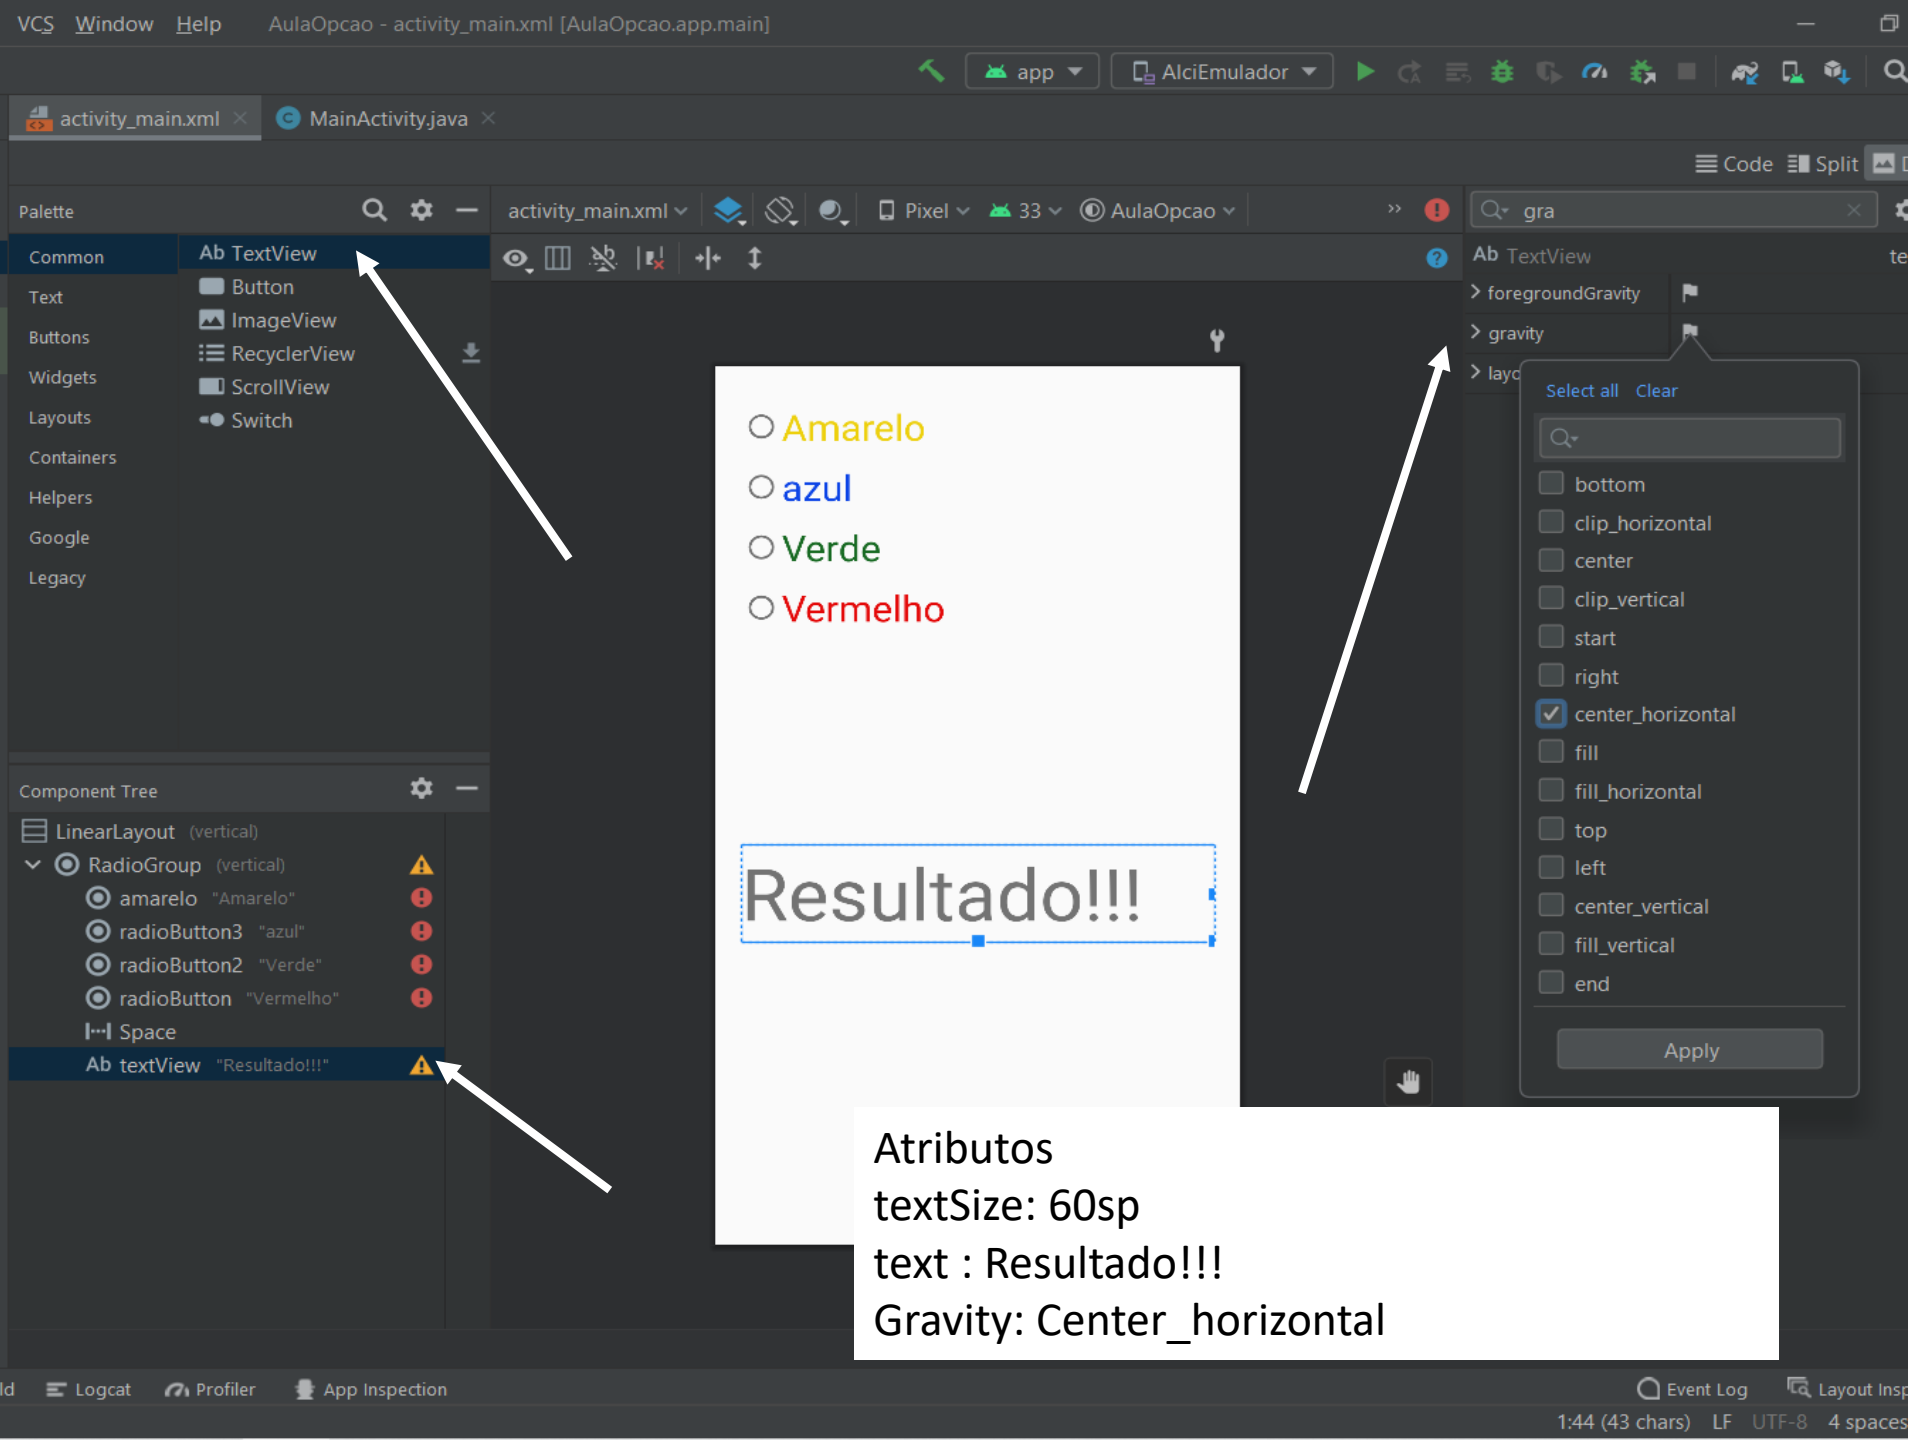 VCS Window Help AulaOpcao - activity_main.xml [AulaOpcao.app.main]
app AlciEmulador
activity_main.xml MainActivity.java
Code Split
Palette
activity_main.xml Pixel 33 AulaOpcao
gra
Common
Text
Buttons
Widgets
Layouts
Containers
Helpers
Google
Legacy
Ab TextView
Button
ImageView
RecyclerView
ScrollView
Switch
Ab TextView te
foregroundGravity
gravity
layo
Select all Clear
bottom
clip_horizontal
center
clip_vertical
start
right
center_horizontal
fill
fill_horizontal
top
left
center_vertical
fill_vertical
end
Apply
Amarelo
azul
Verde
Vermelho
Resultado!!!
Component Tree
LinearLayout (vertical)
RadioGroup (vertical)
amarelo "Amarelo"
radioButton3 "azul"
radioButton2 "Verde"
radioButton "Vermelho"
Space
Ab textView "Resultado!!!"
Atributos
textSize: 60sp
text : Resultado!!!
Gravity: Center_horizontal
ld Logcat Profiler App Inspection Event Log Layout Insp
1:44 (43 chars) LF UTF-8 4 spaces